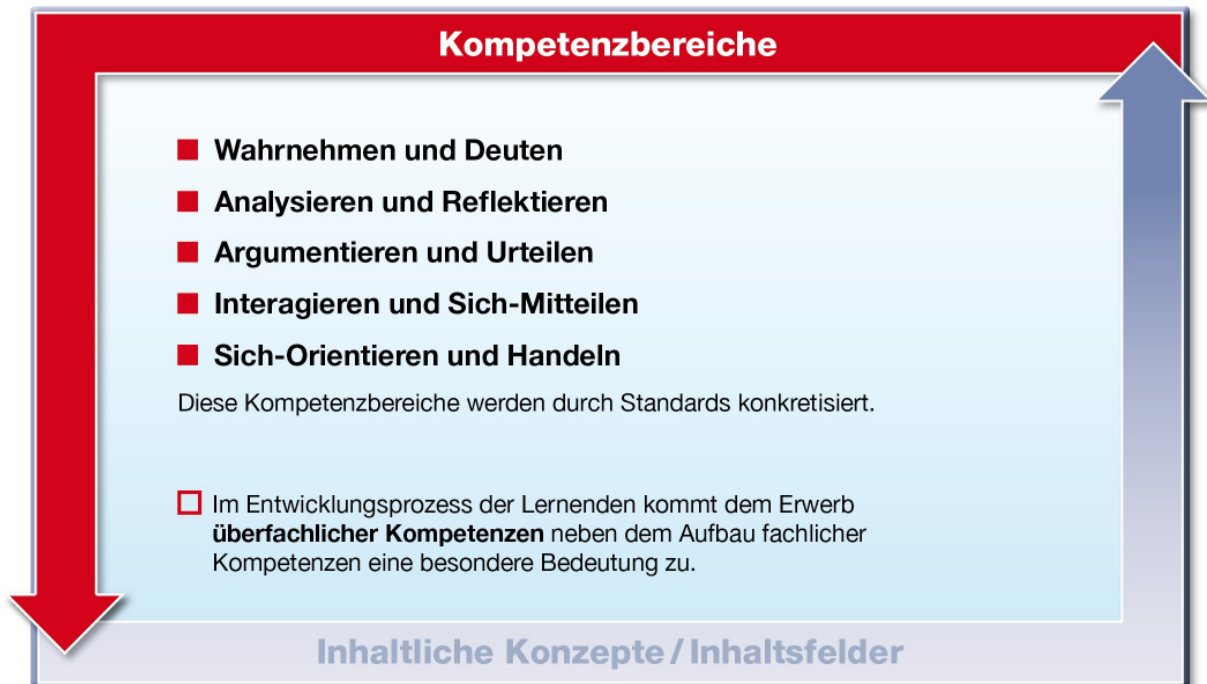 Kompetenzbereiche
Wahrnehmen und Deuten
Analysieren und Reflektieren
Argumentieren und Urteilen
Interagieren und Sich-Mitteilen
Sich-Orientieren und Handeln
Diese Kompetenzbereiche werden durch Standards konkretisiert.
Im Entwicklungsprozess der Lernenden kommt dem Erwerb
überfachlicher Kompetenzen neben dem Aufbau fachlicher
Kompetenzen eine besondere Bedeutung zu.
Inhaltliche Konzepte / Inhaltsfelder